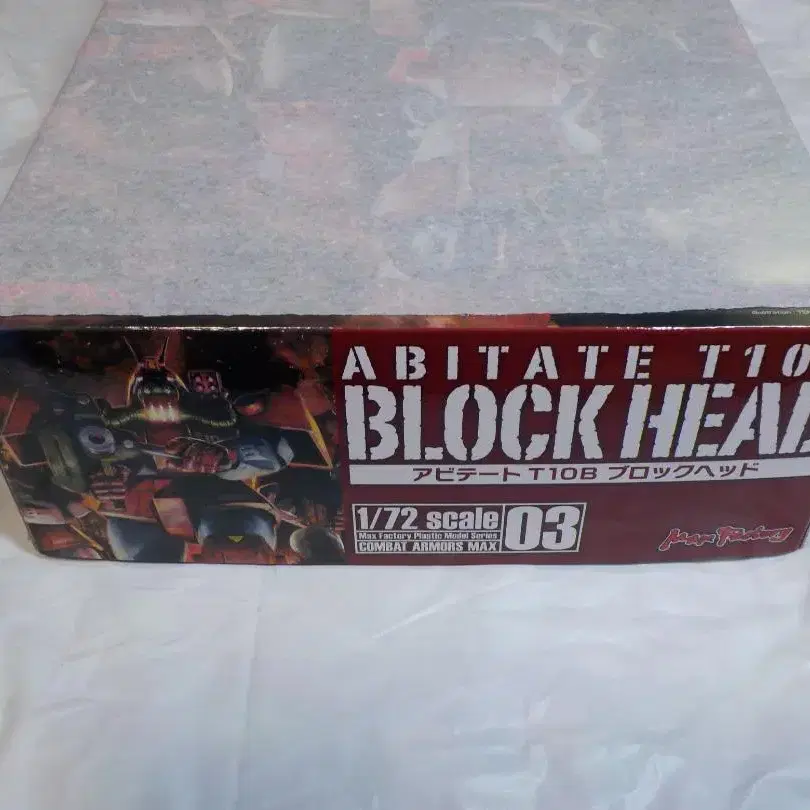 ABITATE T10
BLOCK HEA
アビテート T10B ブロックヘッド
1/72 scale
Max Factory Plastic Model Series
COMBAT ARMORS MAX
03
Max Factory